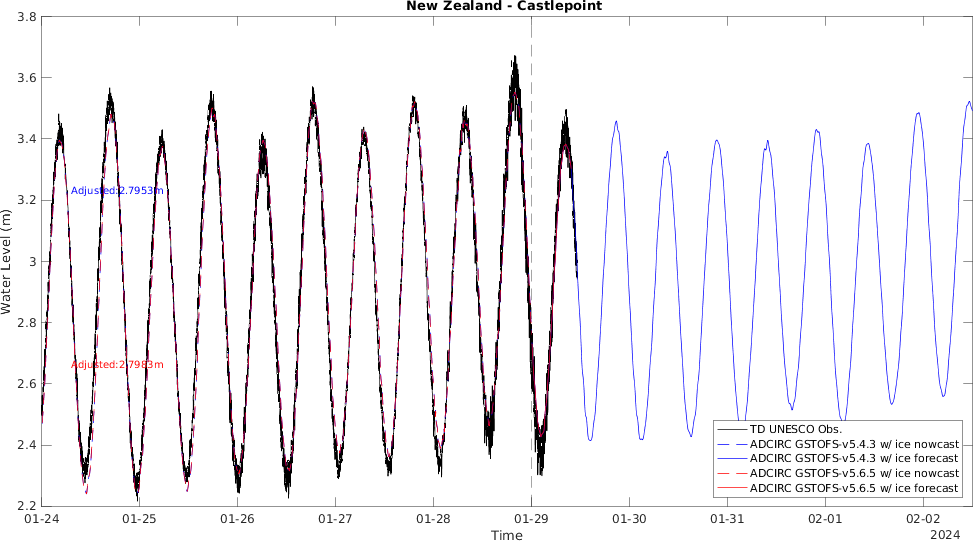 New Zealand - Castlepoint
3.8
3.6
3.4
3.2
3
2.8
2.6
2.4
2.2
Water Level (m)
Adjusted:2.7953m
Adjusted:2.7983m
TD UNESCO Obs.
ADCIRC GSTOFS-v5.4.3 w/ ice nowcast
ADCIRC GSTOFS-v5.4.3 w/ ice forecast
ADCIRC GSTOFS-v5.6.5 w/ ice nowcast
ADCIRC GSTOFS-v5.6.5 w/ ice forecast
01-24 01-25 01-26 01-27 01-28 01-29 01-30 01-31 02-01 02-02
Time
2024